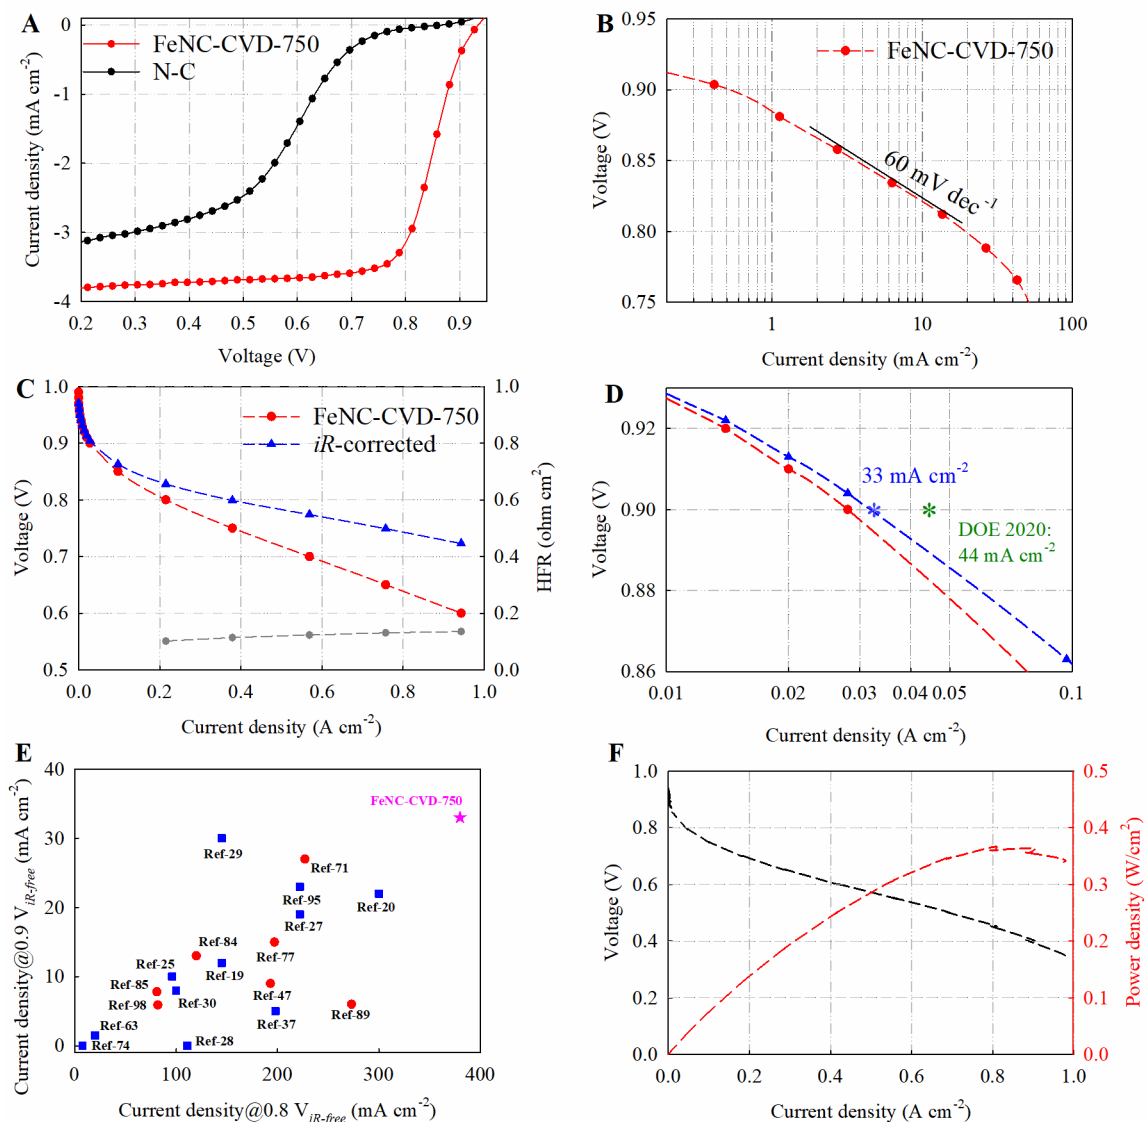 A
FeNC-CVD-750
N-C
Current density (mA cm-2)
0
-1
-2
-3
-4
0.2 0.3 0.4 0.5 0.6 0.7 0.8 0.9
Voltage (V)
B
FeNC-CVD-750
60 mV dec-1
Voltage (V)
0.90
0.85
0.80
0.75
1 10 100
Current density (mA cm-2)
C
FeNC-CVD-750
iR-corrected
Voltage (V)
1.0
0.9
0.8
0.7
0.6
0.5
HFR (ohm cm2)
1.0
0.8
0.6
0.4
0.2
0.0
0.0 0.2 0.4 0.6 0.8 1.0
Current density (A cm-2)
D
33 mA cm-2
*
*
DOE 2020:
44 mA cm-2
Voltage (V)
0.92
0.90
0.88
0.86
0.01 0.02 0.03 0.04 0.05 0.1
Current density (A cm-2)
E
Current density@0.9 ViR-free (mA cm-2)
40
30
20
10
0
FeNC-CVD-750
Ref-29
Ref-71
Ref-95
Ref-20
Ref-27
Ref-84
Ref-77
Ref-25
Ref-19
Ref-85
Ref-47
Ref-98
Ref-30
Ref-89
Ref-63
Ref-37
Ref-74
Ref-28
0 100 200 300 400
Current density@0.8 ViR-free (mA cm-2)
F
Voltage (V)
1.0
0.8
0.6
0.4
0.2
0.0
Power density (W/cm2)
0.5
0.4
0.3
0.2
0.1
0.0
0.0 0.2 0.4 0.6 0.8 1.0
Current density (A cm-2)